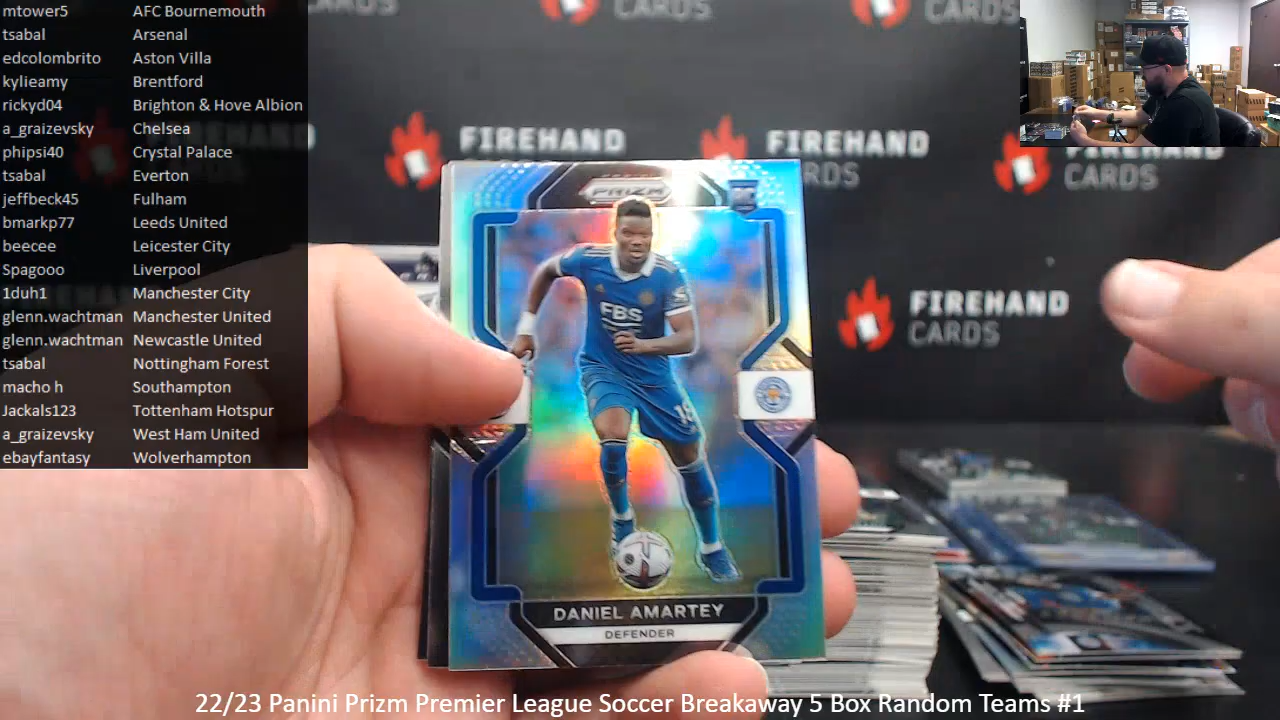 mtower5 AFC Bournemouth
tsabal Arsenal
edcolombrito Aston Villa
kylieamy Brentford
rickyd04 Brighton & Hove Albion
a_graizevsky Chelsea
phipsi40 Crystal Palace
tsabal Everton
jeffbeck45 Fulham
bmarkp77 Leeds United
beecee Leicester City
Spagooo Liverpool
1duh1 Manchester City
glenn.wachtman Manchester United
glenn.wachtman Newcastle United
tsabal Nottingham Forest
macho h Southampton
Jackals123 Tottenham Hotspur
a_graizevsky West Ham United
ebayfantasy Wolverhampton
CARDS
CARDS
CARDS
FIREHAND
FIREHAND
CARDS
CARDS
FIREHAND
CARDS
PRIZM
RC
FBS
18
DANIEL AMARTEY
DEFENDER
22/23 Panini Prizm Premier League Soccer Breakaway 5 Box Random Teams #1